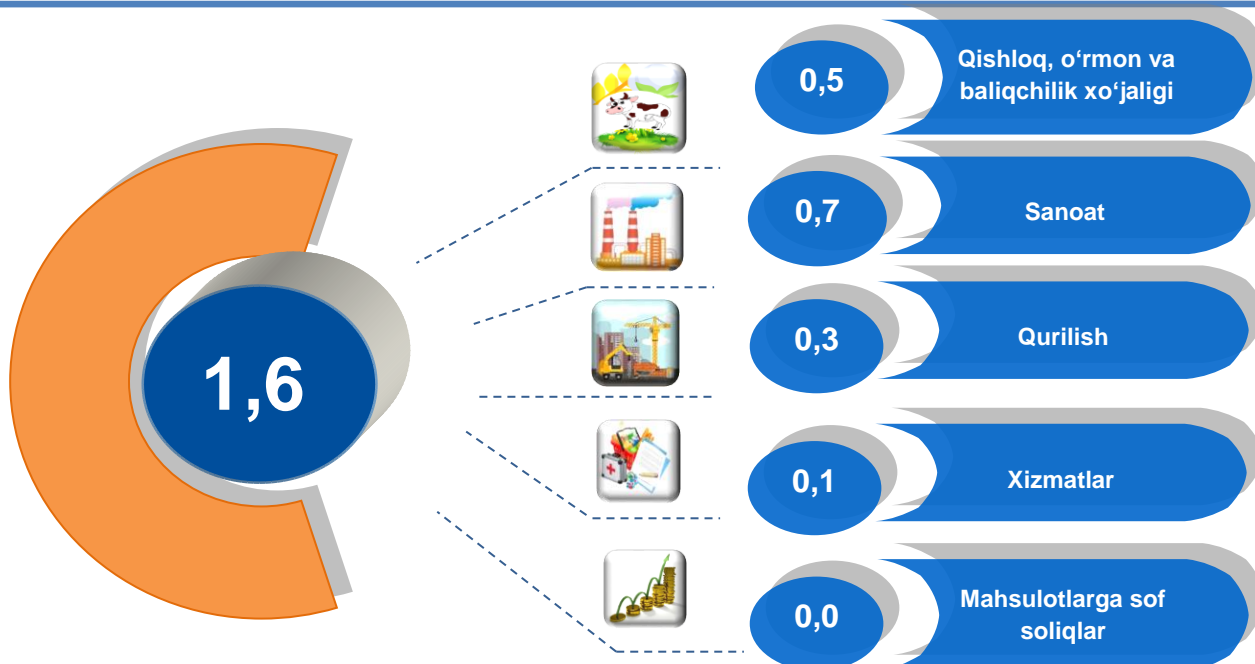 1,6
0,5
Qishloq, o‘rmon va
baliqchilik xo‘jaligi
0,7
Sanoat
0,3
Qurilish
0,1
Xizmatlar
0,0
Mahsulotlarga sof
soliqlar